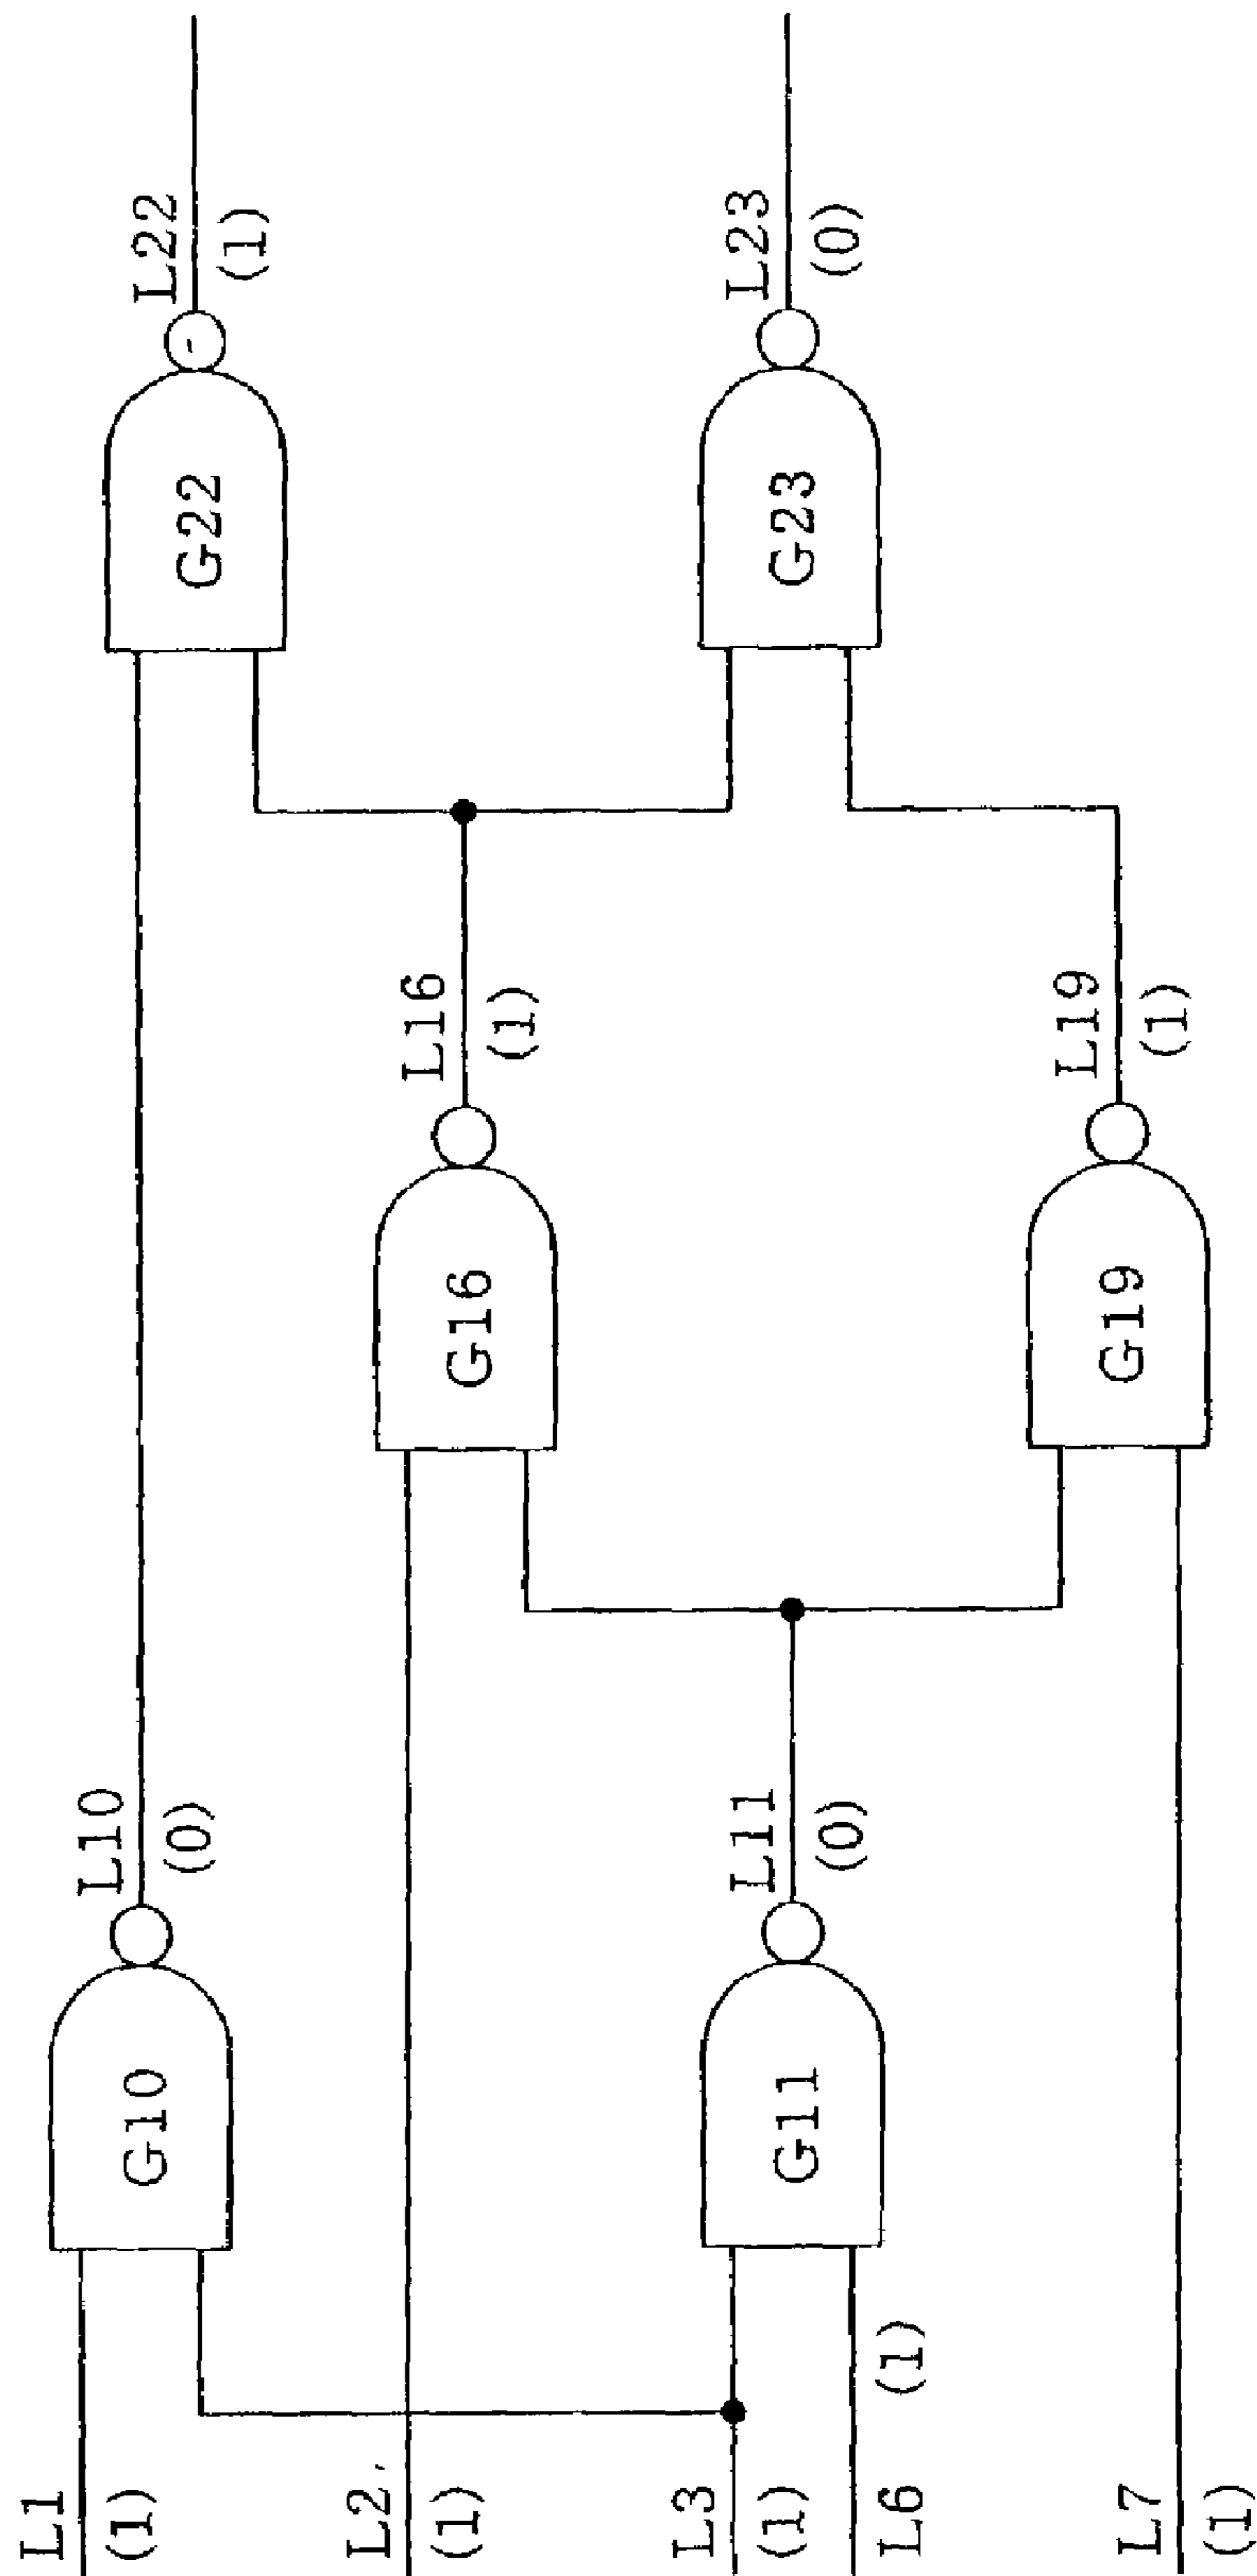 L1
(1)
L2
(1)
L3
(1)
L6
(1)
L7
(1)
G10
L10
(0)
G11
L11
(0)
G16
L16
(1)
G19
L19
(1)
G22
L22
(1)
G23
L23
(0)